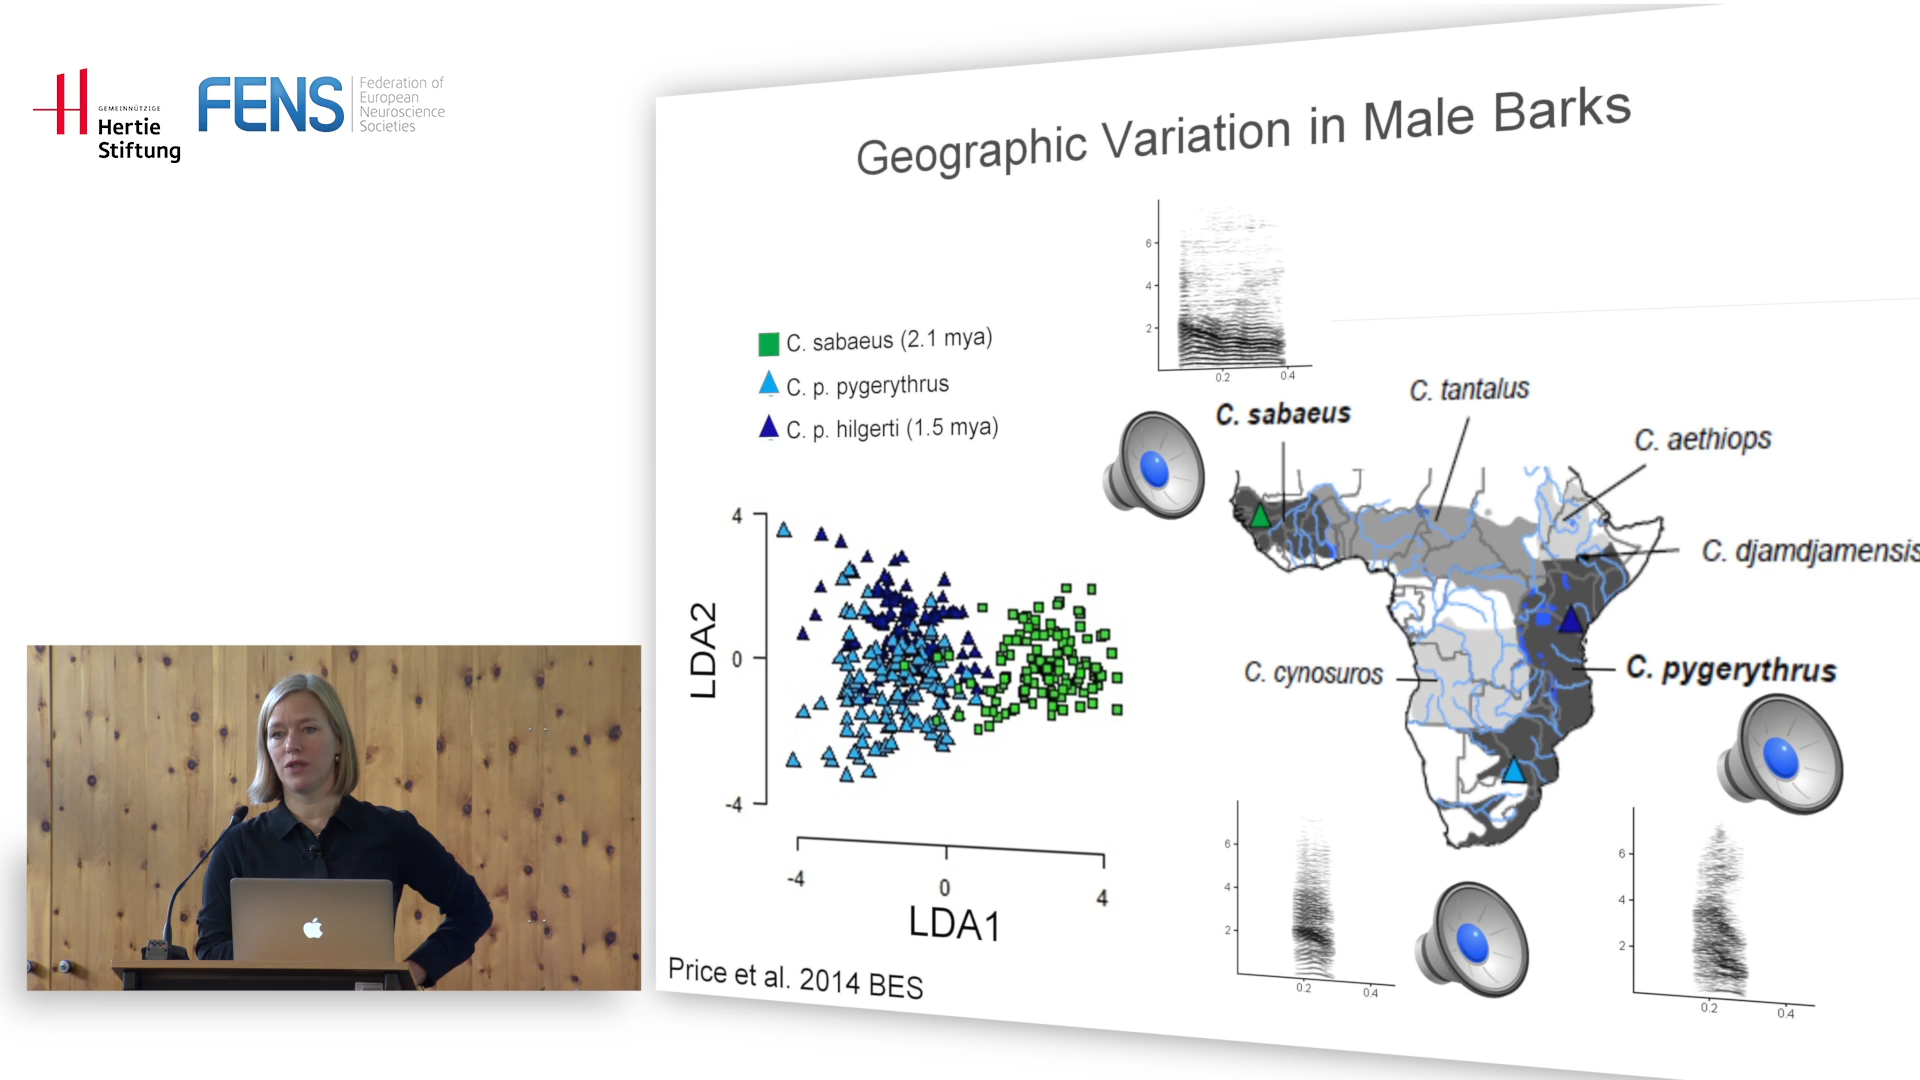 GEMEINNÜTZIGE
Hertie
Stiftung
FENS
Federation of
European
Neuroscience
Societies
Geographic Variation in Male Barks
6
4
2
0.2
0.4
C. sabaeus (2.1 mya)
C. p. pygerythrus
C. p. hilgerti (1.5 mya)
C. sabaeus
C. tantalus
C. aethiops
C. djamdjamensis
C. cynosuros
C. pygerythrus
4
0
-4
LDA2
-4
0
4
LDA1
6
4
2
0.2
0.4
6
4
2
0.2
0.4
Price et al. 2014 BES